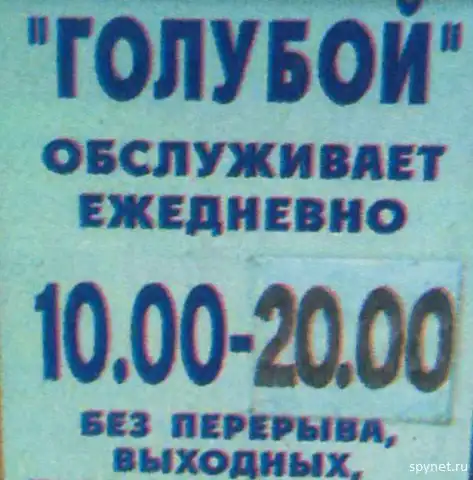 "ГОЛУБОЙ"
ОБСЛУЖИВАЕТ
ЕЖЕДНЕВНО
10.00-20.00
БЕЗ ПЕРЕРЫВА,
ВЫХОДНЫХ,
spynet.ru